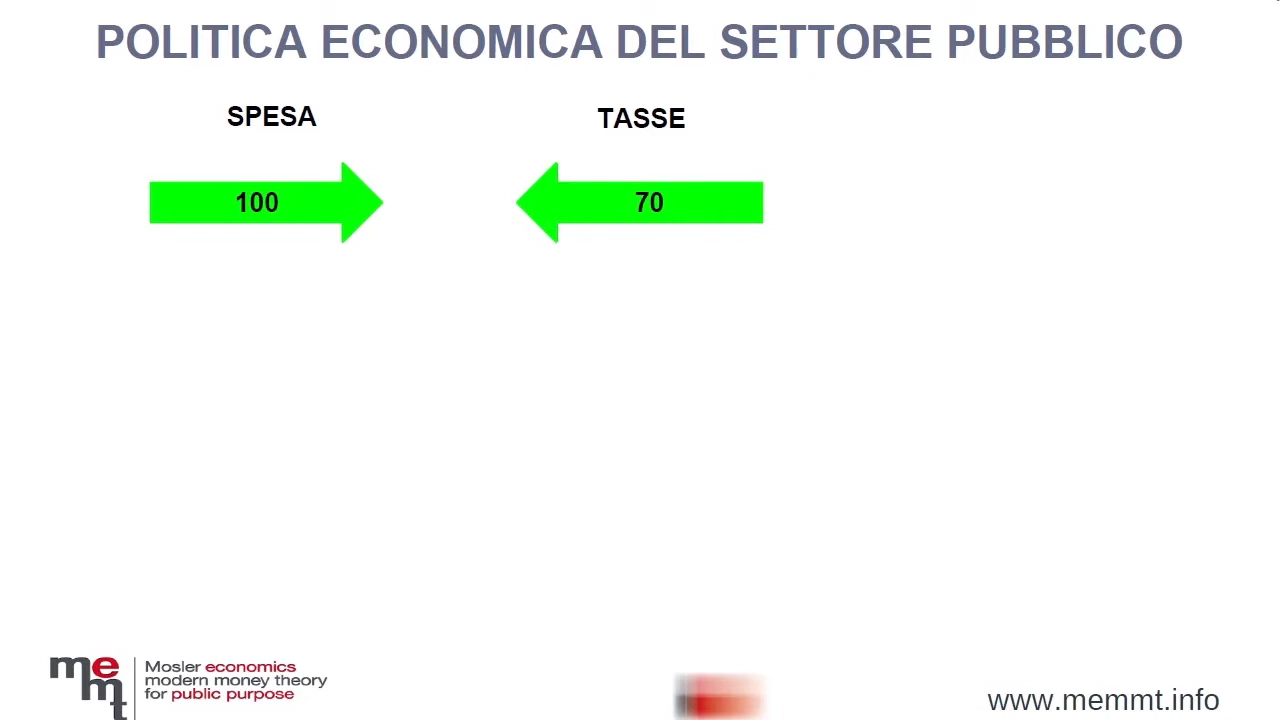 POLITICA ECONOMICA DEL SETTORE PUBBLICO
SPESA
TASSE
100
70
memmt
Mosler economics
modern money theory
for public purpose
www.memmt.info